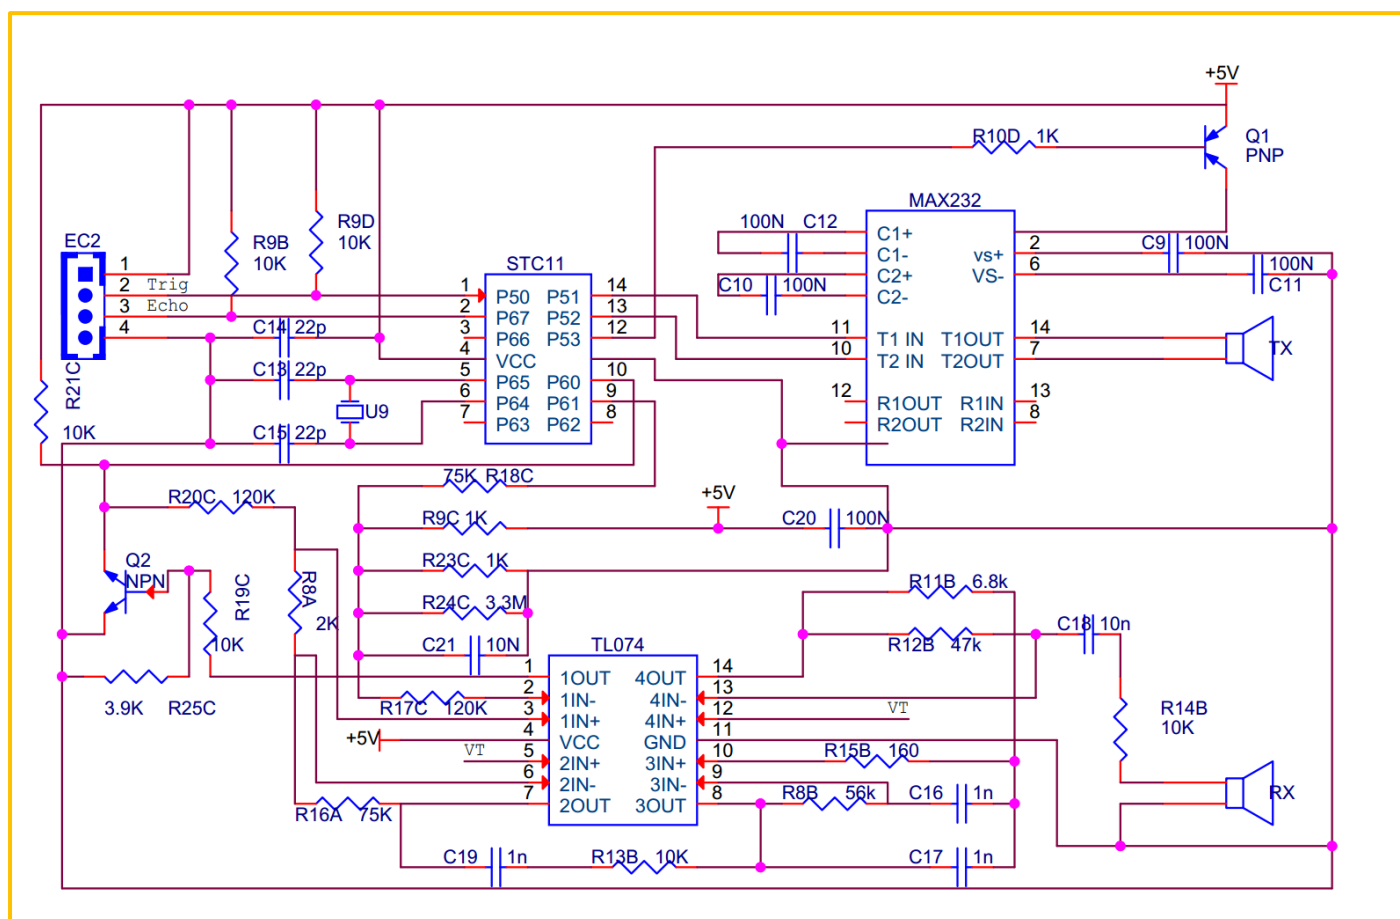 +5V
R10D 1K
Q1
PNP
MAX232
100N C12
C1+
C1-
C2+
C2-
C10 100N
2
vs+
6
VS-
C9 100N
100N
C11
11
T1 IN
T1OUT
14
10
T2 IN
T2OUT
7
TX
12
R1OUT
R1IN
13
R2OUT
R2IN
8
EC2
1
2
Trig
3
Echo
4
R9B
10K
R9D
10K
STC11
1
P50
P51
14
2
P67
P52
13
3
P66
P53
12
4
VCC
5
P65
P60
10
6
P64
P61
9
7
P63
P62
8
C14 22p
C13 22p
U9
C15 22p
R21C
10K
75K R18C
+5V
R20C 120K
R9C 1K
C20 100N
Q2
NPN
R19C
10K
R8A
2K
R23C 1K
R24C 3.3M
C21 10N
R11B 6.8k
R12B 47k
C18 10n
3.9K R25C
R17C 120K
TL074
1
1OUT
4OUT
14
2
1IN-
4IN-
13
3
1IN+
4IN+
12
VT
+5V
4
VCC
GND
11
VT
5
2IN+
3IN+
10
6
2IN-
3IN-
9
7
2OUT
3OUT
8
R14B
10K
R15B 160
R8B 56k
C16 1n
RX
R16A 75K
C19 1n
R13B 10K
C17 1n